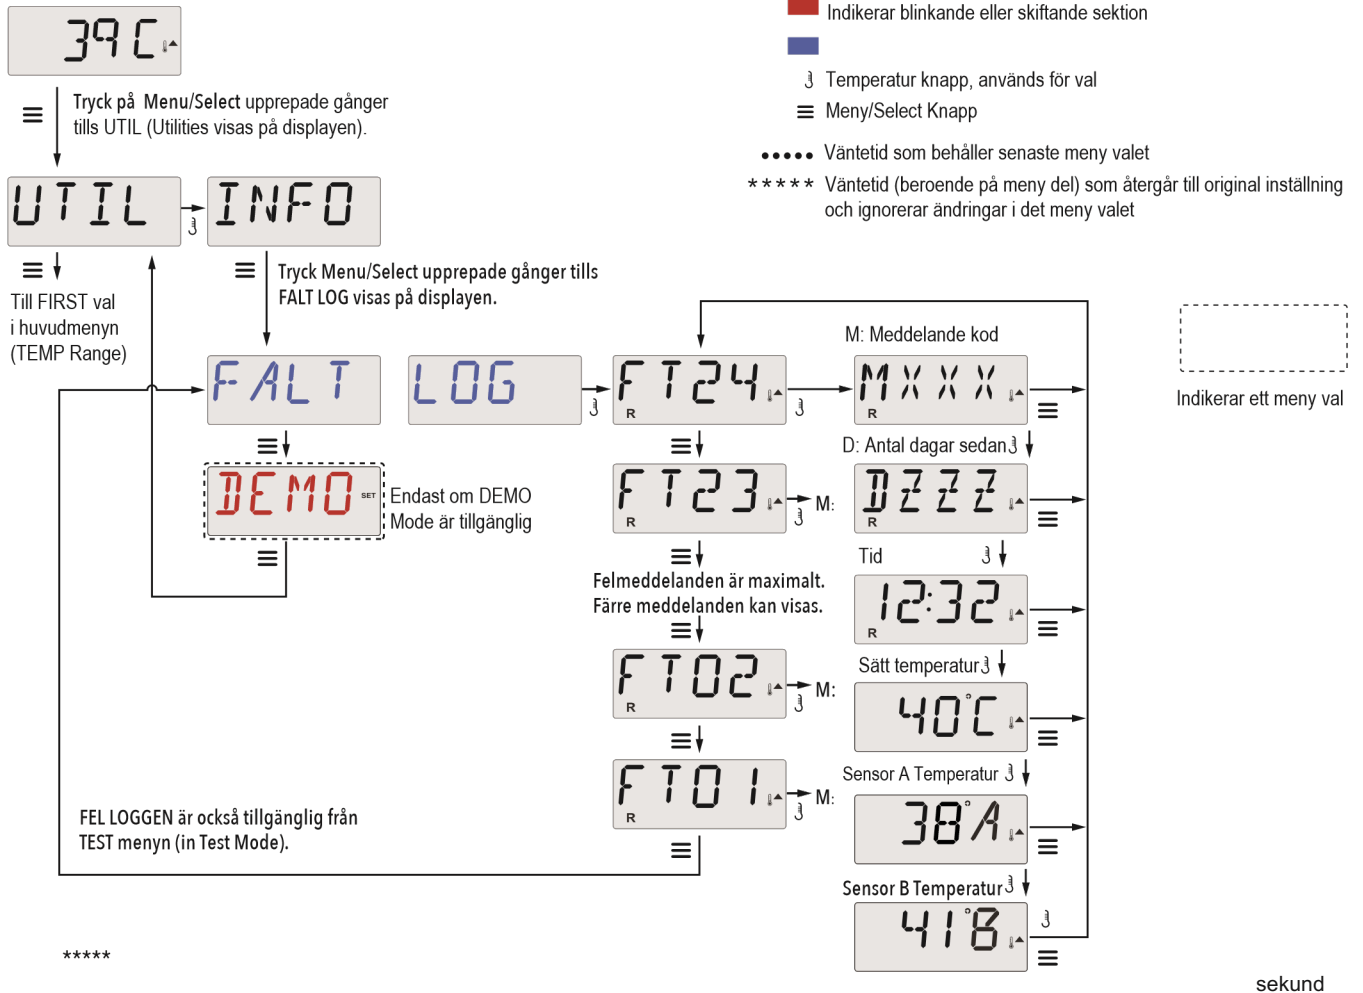 39C
Indikerar blinkande eller skiftande sektion
Temperatur knapp, används för val
Meny/Select Knapp
Tryck på Menu/Select upprepade gånger
tills UTIL (Utilities visas på displayen).
••••• Väntetid som behåller senaste meny valet
***** Väntetid (beroende på meny del) som återgår till original inställning
och ignorerar ändringar i det meny valet
UTIL
INFO
Tryck Menu/Select upprepade gånger tills
FALT LOG visas på displayen.
Till FIRST val
i huvudmenyn
(TEMP Range)
FALT
LOG
FT24
R
M: Meddelande kod
MXXX
R
Indikerar ett meny val
DEMO
SET
Endast om DEMO
Mode är tillgänglig
FT23
R
M:
D: Antal dagar sedan
DZZZ
R
Felmeddelanden är maximalt.
Färre meddelanden kan visas.
Tid
12:32
R
FT02
R
M:
Sätt temperatur
40°C
FT01
R
M:
Sensor A Temperatur
38°A
FEL LOGGEN är också tillgänglig från
TEST menyn (in Test Mode).
Sensor B Temperatur
41°B
*****
sekund